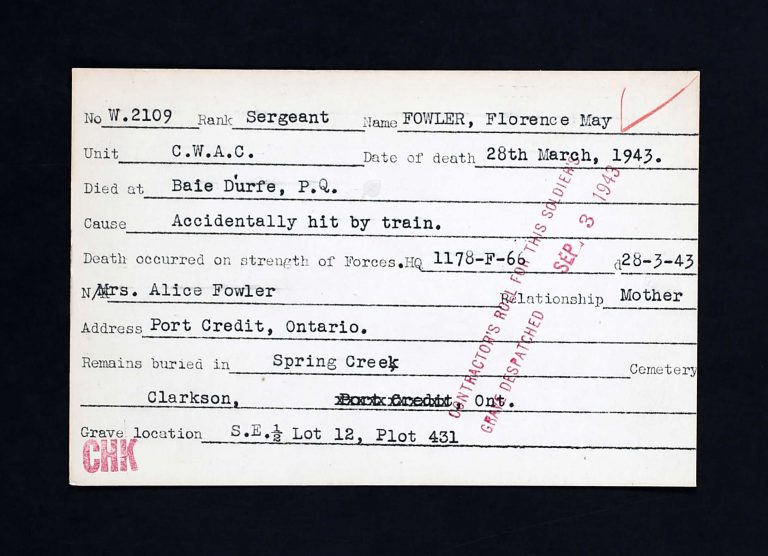 No W.2109 Rank Sergeant Name FOWLER, Florence May
Unit C.W.A.C. Date of death 28th March, 1943.
Died at Baie D'urfe, P.Q.
Cause Accidentally hit by train.
Death occurred on strength of Forces. HQ 1178-F-66 d 28-3-43
N/K Mrs. Alice Fowler Relationship Mother
Address Port Credit, Ontario.
Remains buried in Spring Creek, Cemetery
Clarkson, Port Credit, Ont.
Grave location S.E.½ Lot 12, Plot 431
CHK
CONTRACTOR'S ROLL FOR THIS SOLDIER'S
GRAVE DESPATCHED SEP. 3 1943